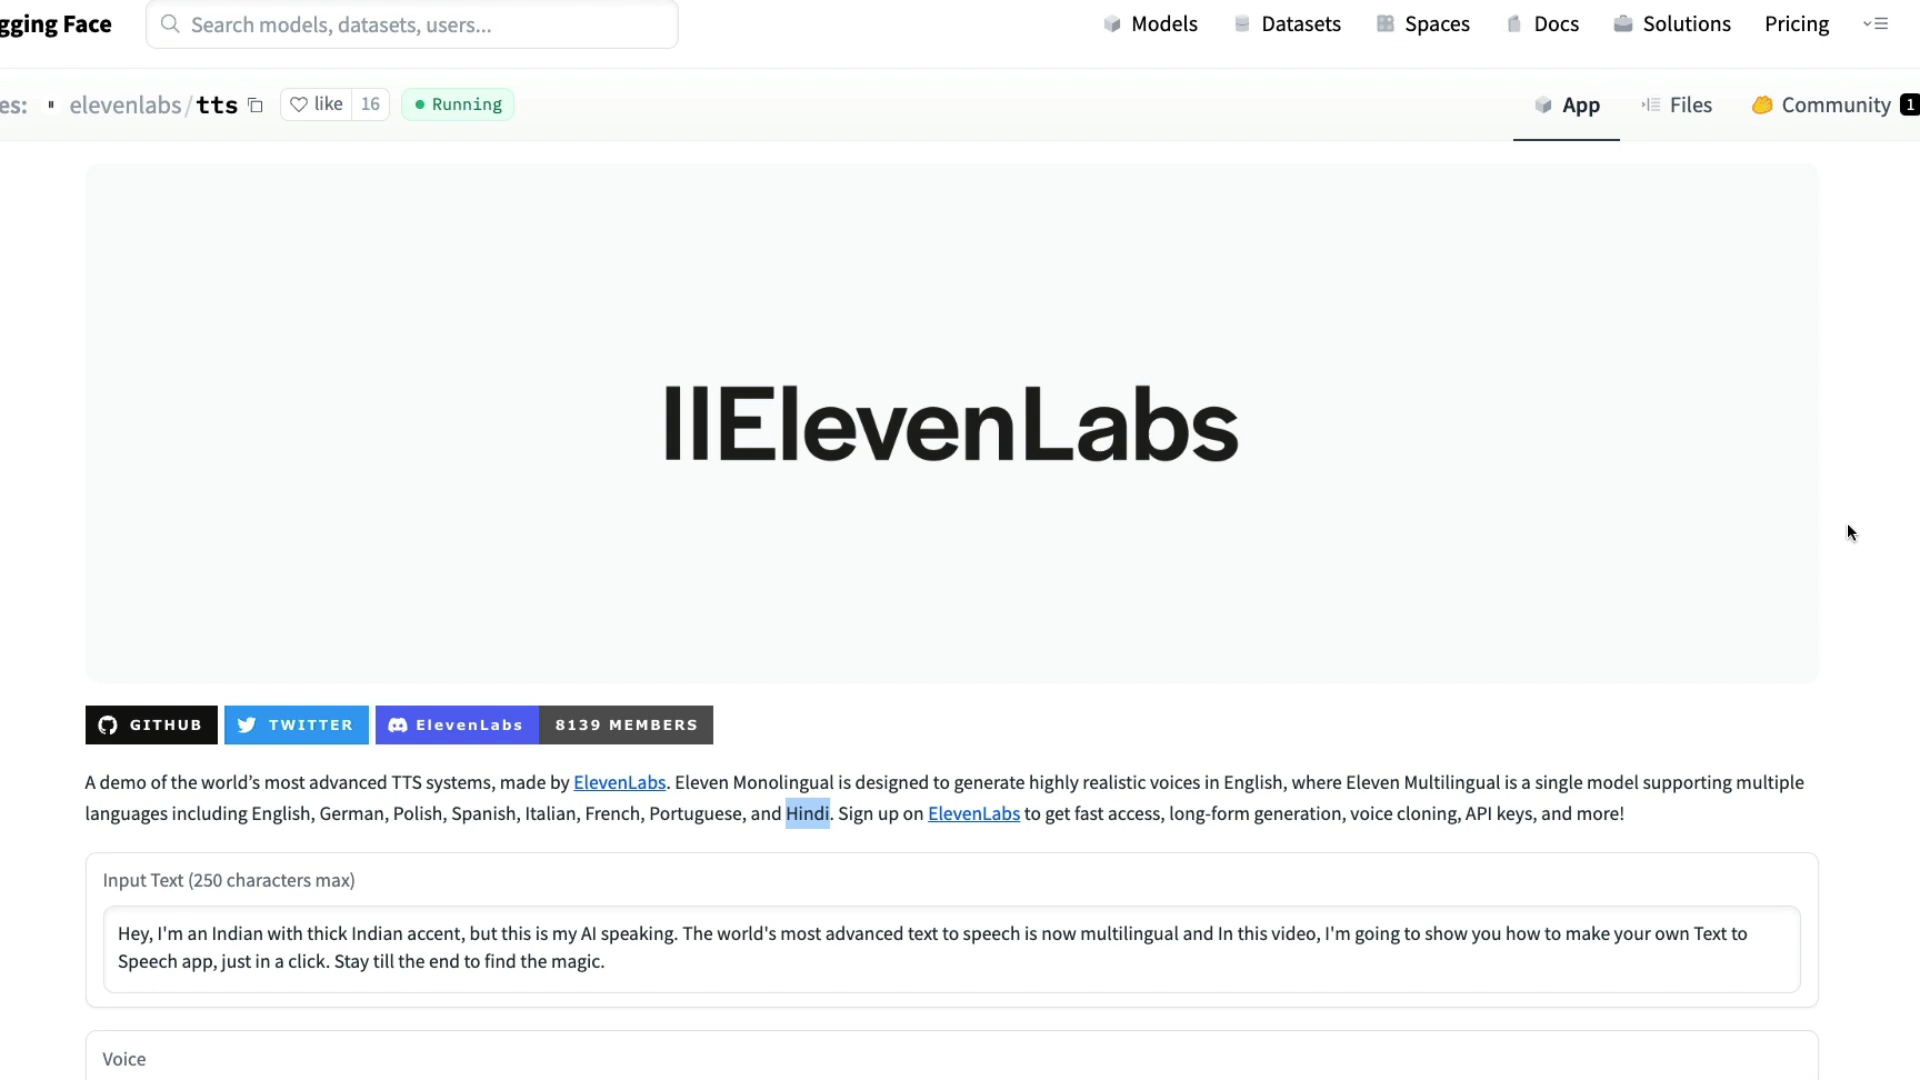 gging Face
Search models, datasets, users...
Models
Datasets
Spaces
Docs
Solutions
Pricing
es:
elevenlabs/tts
like 16
Running
App
Files
Community 1
IIElevenLabs
GITHUB
TWITTER
ElevenLabs 8139 MEMBERS
A demo of the world’s most advanced TTS systems, made by ElevenLabs. Eleven Monolingual is designed to generate highly realistic voices in English, where Eleven Multilingual is a single model supporting multiple
languages including English, German, Polish, Spanish, Italian, French, Portuguese, and Hindi. Sign up on ElevenLabs to get fast access, long-form generation, voice cloning, API keys, and more!
Input Text (250 characters max)
Hey, I'm an Indian with thick Indian accent, but this is my AI speaking. The world's most advanced text to speech is now multilingual and In this video, I'm going to show you how to make your own Text to
Speech app, just in a click. Stay till the end to find the magic.
Voice